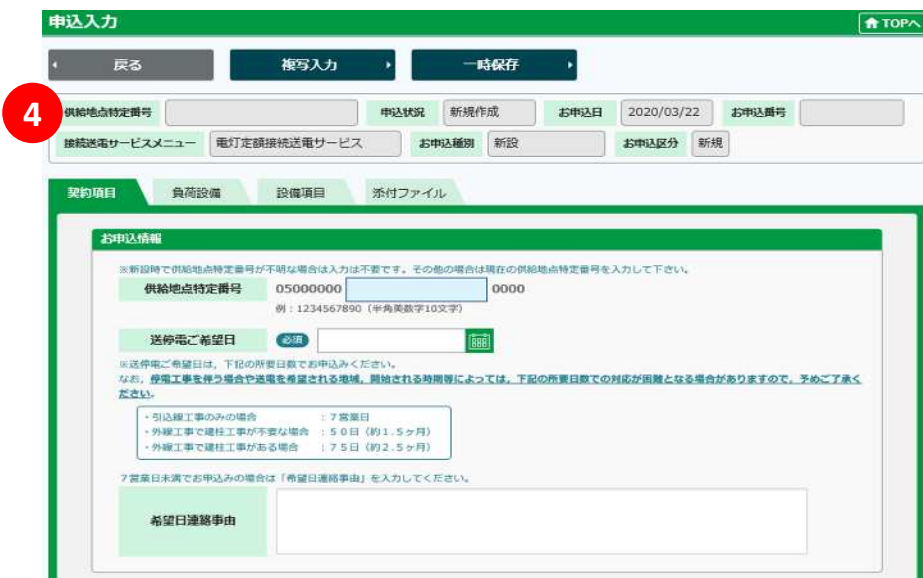 申込入力 TOPへ
戻る 複写入力 一時保存
4
供給地点特定番号 申込状況 新規作成 お申込日 2020/03/22 お申込番号
接続送電サービスメニュー 電灯定額接続送電サービス お申込種別 新設 お申込区分 新規
契約項目 負荷設備 設備項目 添付ファイル
お申込情報
※新設時で供給地点特定番号が不明な場合は入力は不要です。その他の場合は現在の供給地点特定番号を入力して下さい。
供給地点特定番号 05000000 0000
例：1234567890（半角英数字10文字）
送停電ご希望日 必須
※送停電ご希望日は，下記の所要日数でお申込みください。
なお，停電工事を伴う場合や送電を希望される地域，開始される時期等によっては，下記の所要日数での対応が困難となる場合がありますので，予めご了承く
ださい。
・引込線工事のみの場合 ：７営業日
・外線工事で建柱工事が不要な場合 ：５０日（約1.5ヶ月）
・外線工事で建柱工事がある場合 ：７５日（約2.5ヶ月）
７営業日未満でお申込みの場合は「希望日連絡事由」を入力してください。
希望日連絡事由